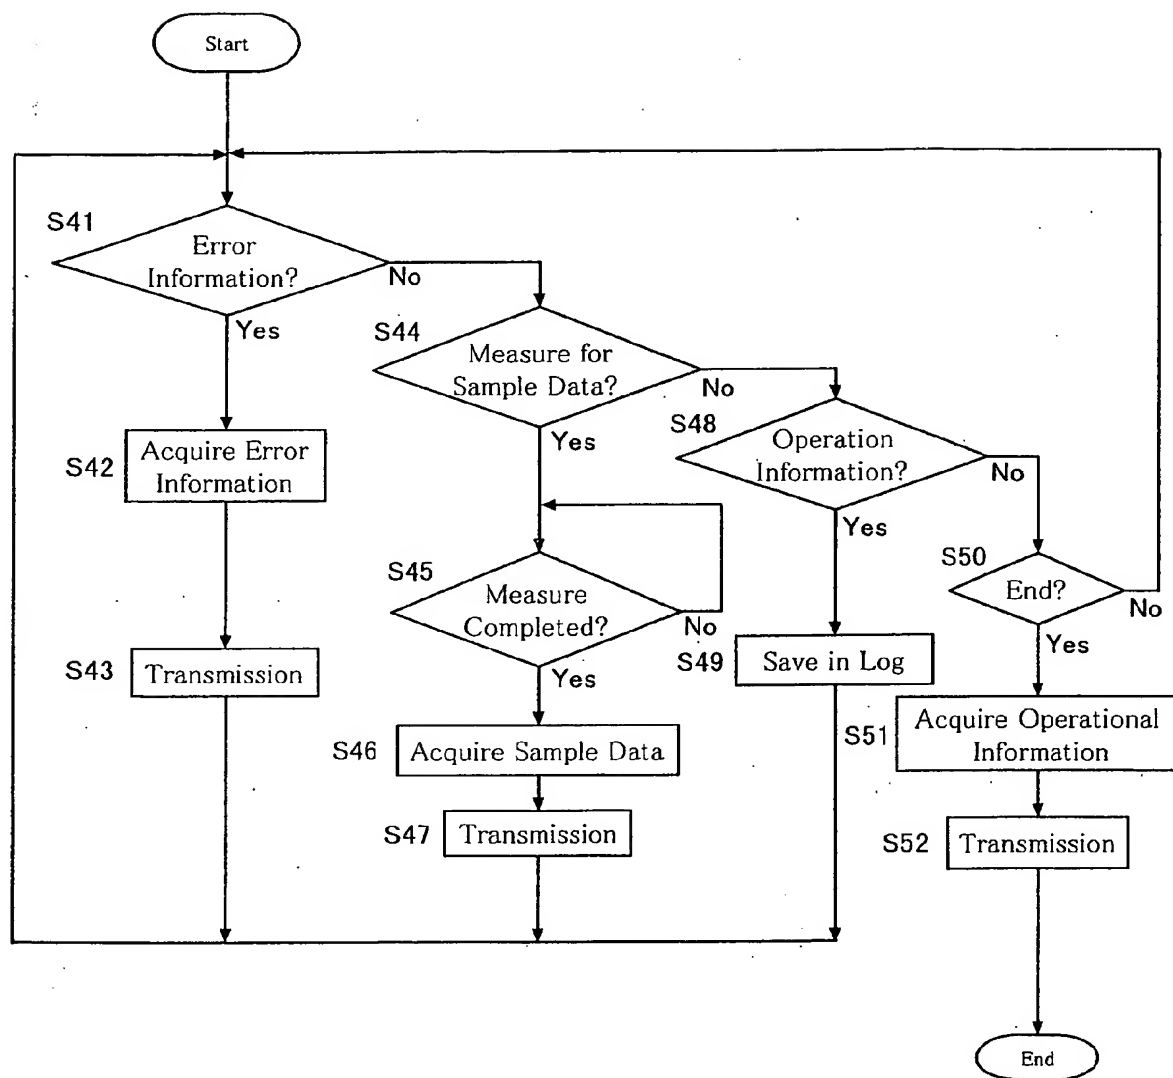 Start
S41
Error
Information?
No
Yes
S44
Measure for
Sample Data?
No
Yes
S48
Operation
Information?
No
Yes
S42
Acquire Error
Information
S45
Measure
Completed?
No
Yes
S50
End?
No
Yes
S43
Transmission
S49
Save in Log
S46
Acquire Sample Data
S51
Acquire Operational
Information
S47
Transmission
S52
Transmission
End